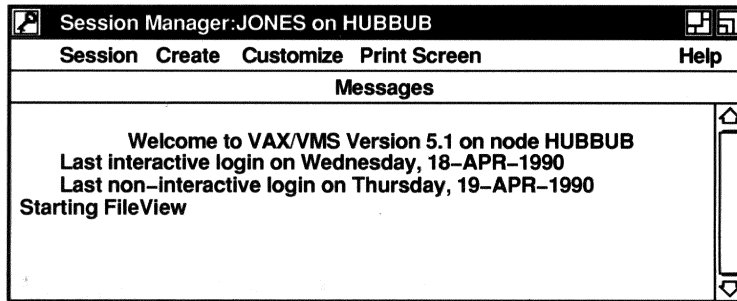 Session Manager:JONES on HUBBUB
Session Create Customize Print Screen Help
Messages
Welcome to VAX/VMS Version 5.1 on node HUBBUB
Last interactive login on Wednesday, 18–APR–1990
Last non–interactive login on Thursday, 19–APR–1990
Starting FileView